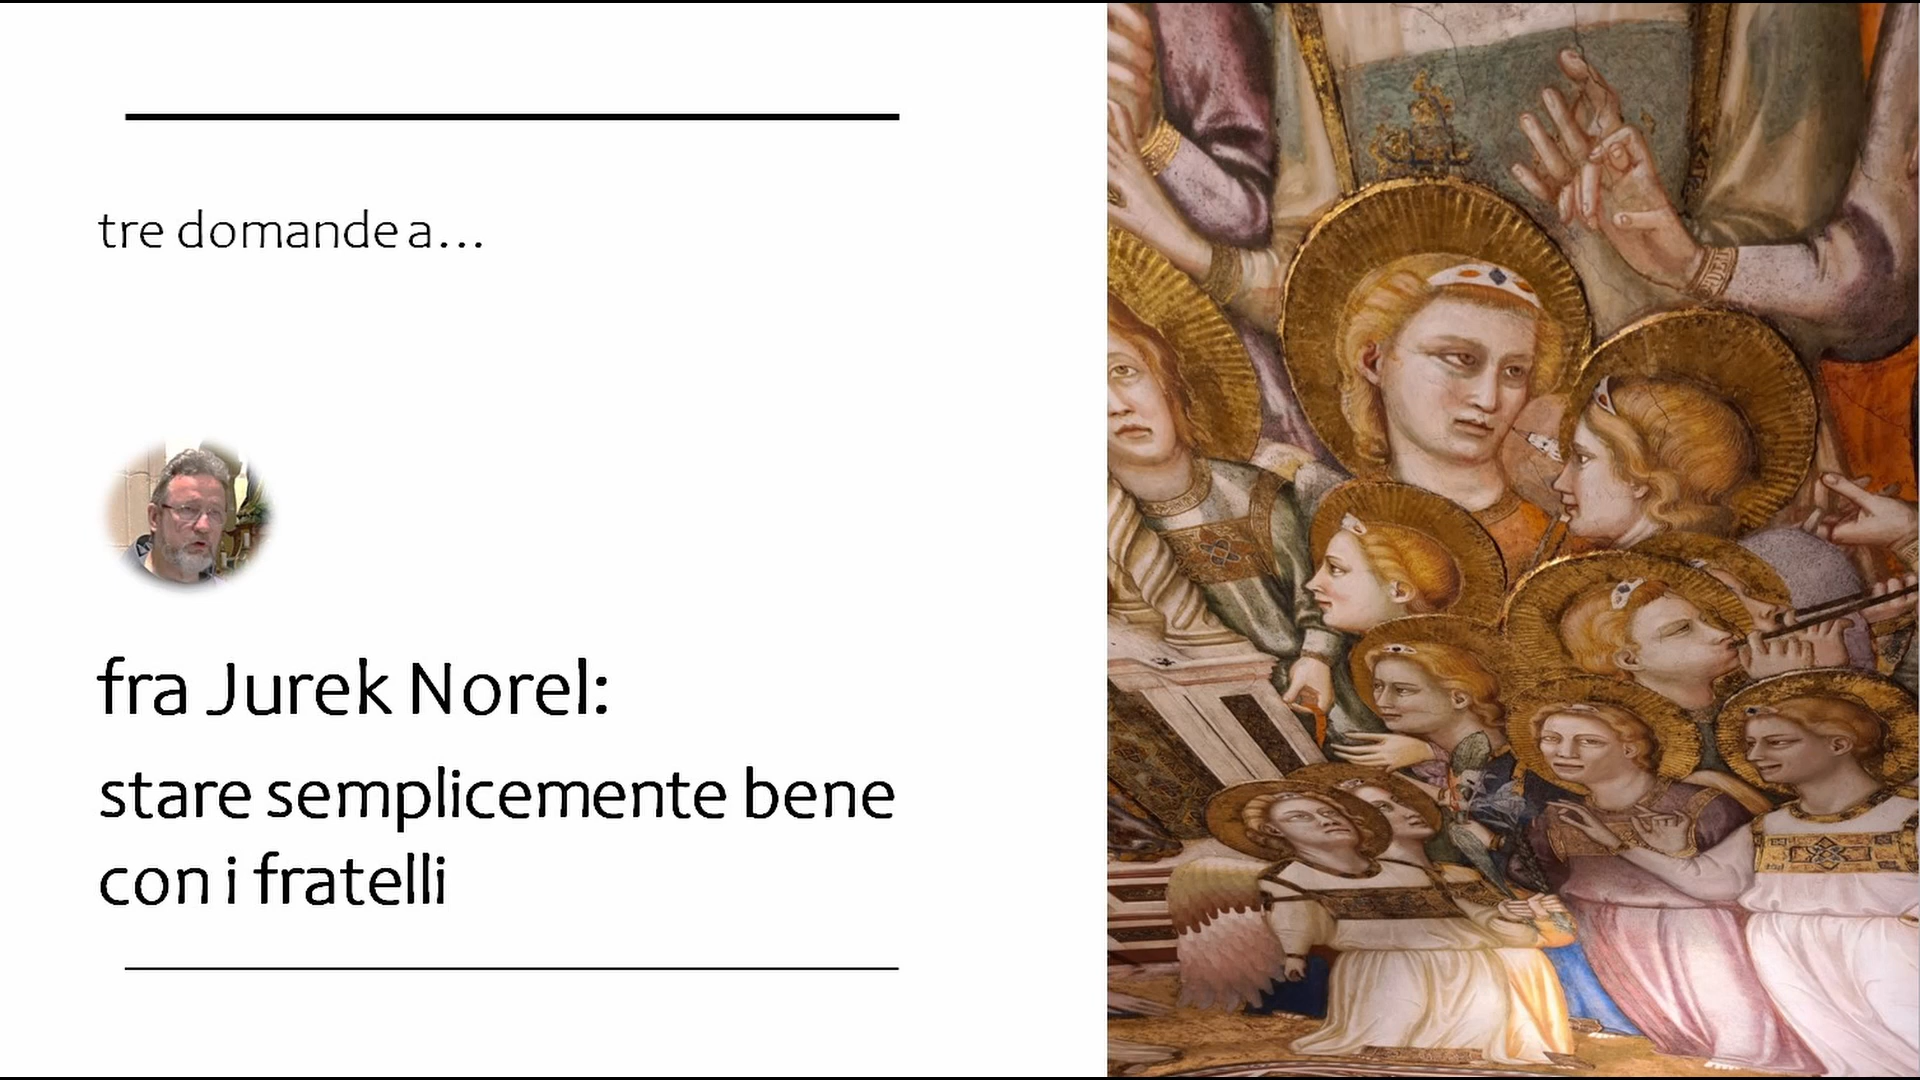 tre domande a...
fra Jurek Norel:
stare semplicemente bene
con i fratelli